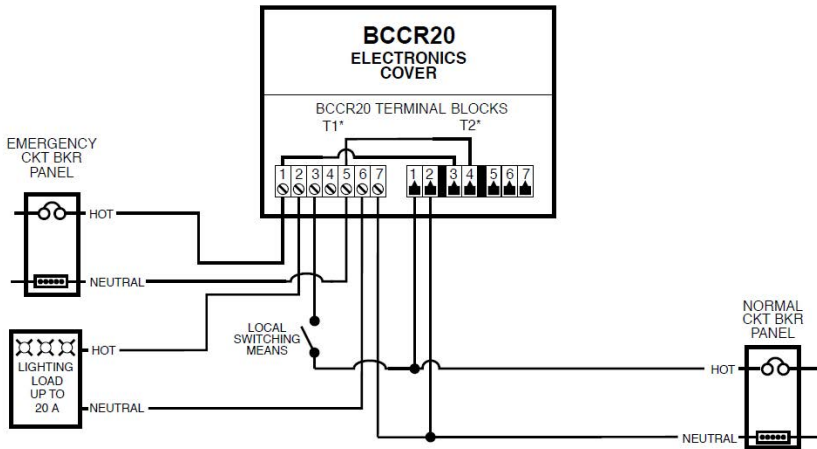 BCCR20
ELECTRONICS
COVER
BCCR20 TERMINAL BLOCKS
T1* T2*
1 2 3 4 5 6 7 1 2 3 4 5 6 7
EMERGENCY
CKT BKR
PANEL
HOT
NEUTRAL
LIGHTING
LOAD
UP TO
20 A
HOT
NEUTRAL
LOCAL
SWITCHING
MEANS
NORMAL
CKT BKR
PANEL
HOT
NEUTRAL